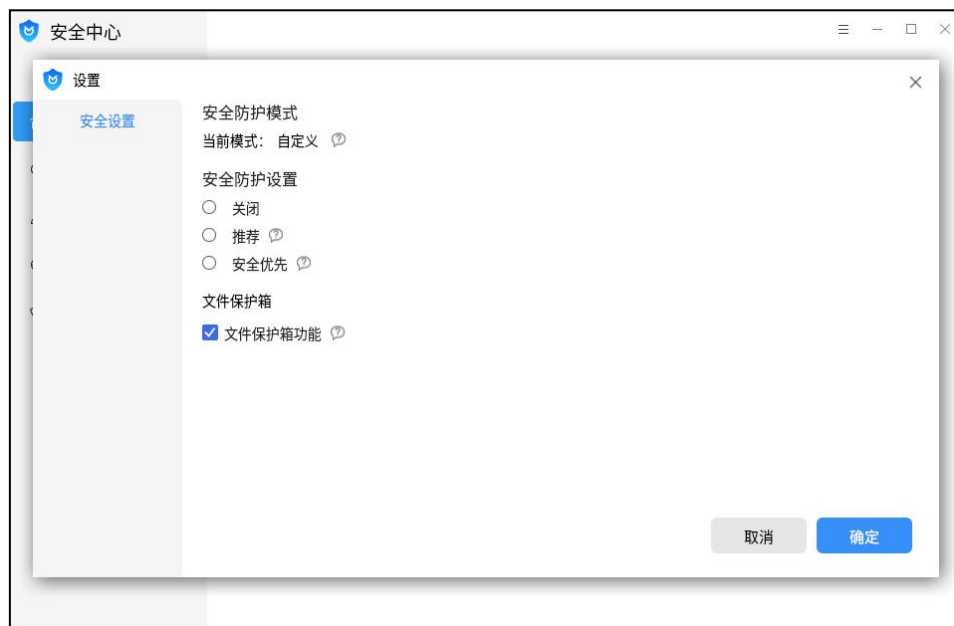 安全中心
设置
安全设置
安全防护模式
当前模式： 自定义
安全防护设置
关闭
推荐
安全优先
文件保护箱
文件保护箱功能
取消
确定